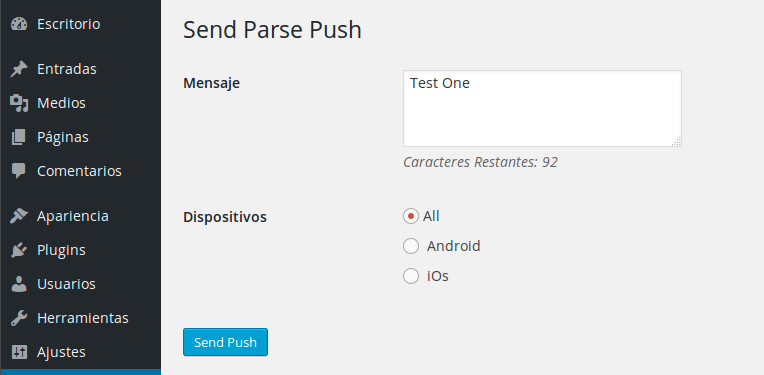 Escritorio
Entradas
Medios
Páginas
Comentarios
Apariencia
Plugins
Usuarios
Herramientas
Ajustes
Send Parse Push
Mensaje
Test One
Caracteres Restantes: 92
Dispositivos
All
Android
iOs
Send Push